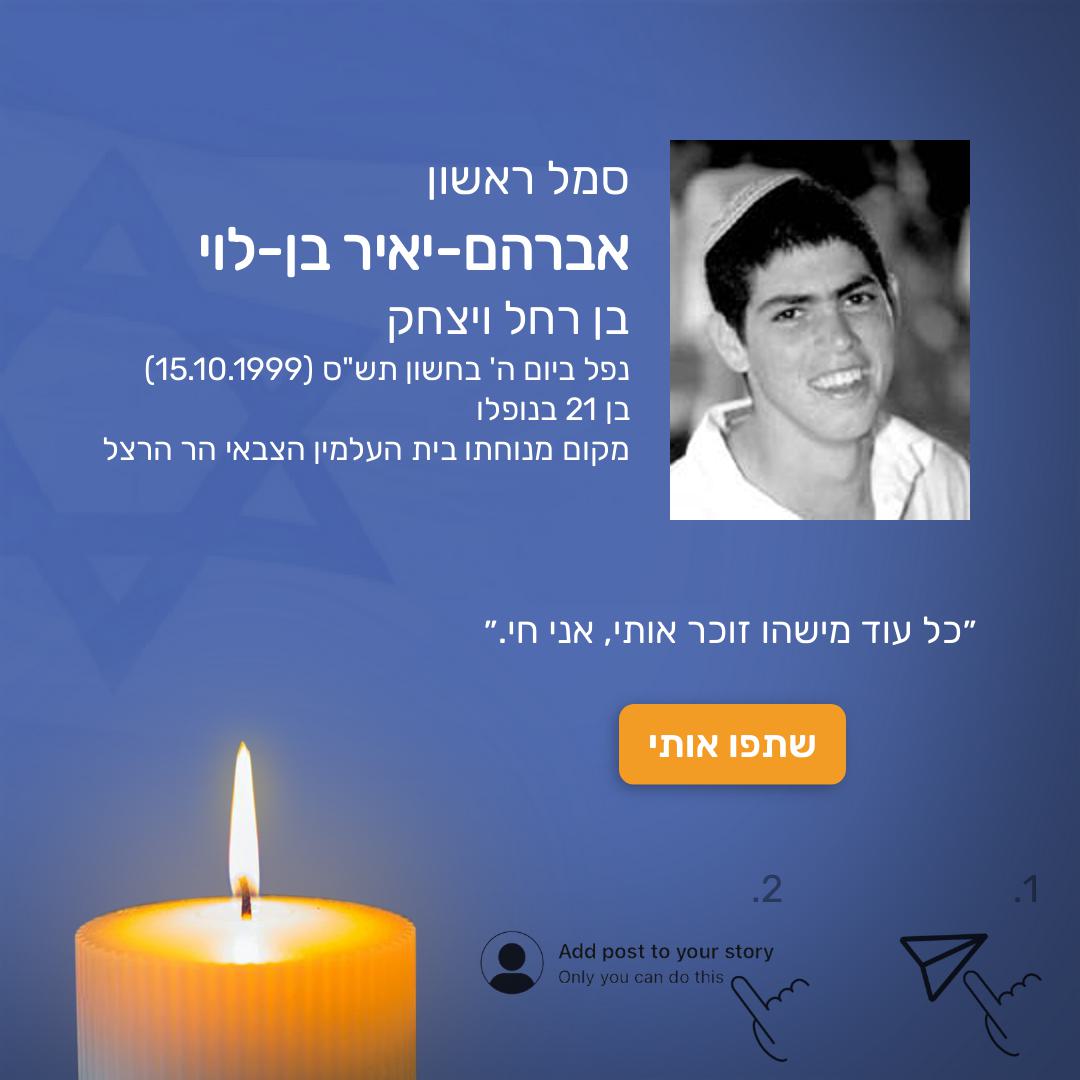 סמל ראשון
אברהם-יאיר בן-לוי
בן רחל ויצחק
נפל ביום ה' בחשון תש"ס (15.10.1999)
בן 21 בנופלו
מקום מנוחתו בית העלמין הצבאי הר הרצל
״כל עוד מישהו זוכר אותי, אני חי.״
שתפו אותי
1.
2.
Add post to your story
Only you can do this